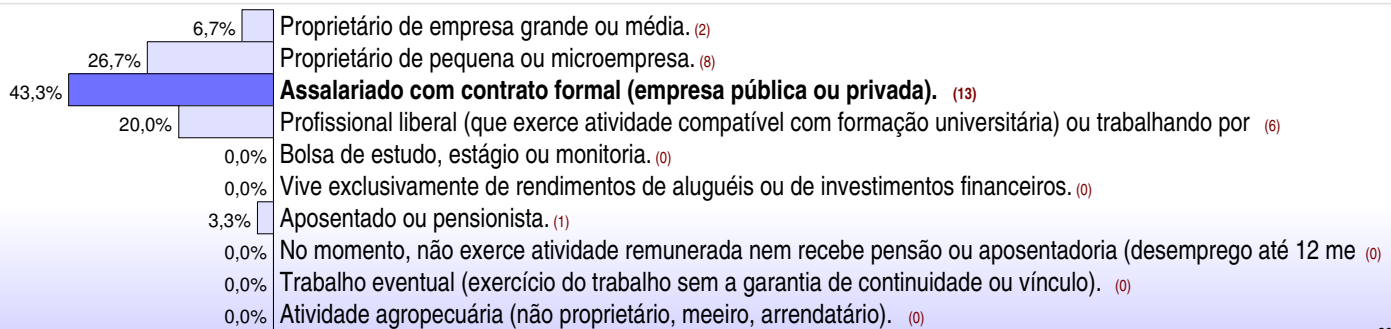 6,7% Proprietário de empresa grande ou média. (2)
26,7% Proprietário de pequena ou microempresa. (8)
43,3% Assalariado com contrato formal (empresa pública ou privada). (13)
20,0% Profissional liberal (que exerce atividade compatível com formação universitária) ou trabalhando por (6)
0,0% Bolsa de estudo, estágio ou monitoria. (0)
0,0% Vive exclusivamente de rendimentos de aluguéis ou de investimentos financeiros. (0)
3,3% Aposentado ou pensionista. (1)
0,0% No momento, não exerce atividade remunerada nem recebe pensão ou aposentadoria (desemprego até 12 me (0)
0,0% Trabalho eventual (exercício do trabalho sem a garantia de continuidade ou vínculo). (0)
0,0% Atividade agropecuária (não proprietário, meeiro, arrendatário). (0)